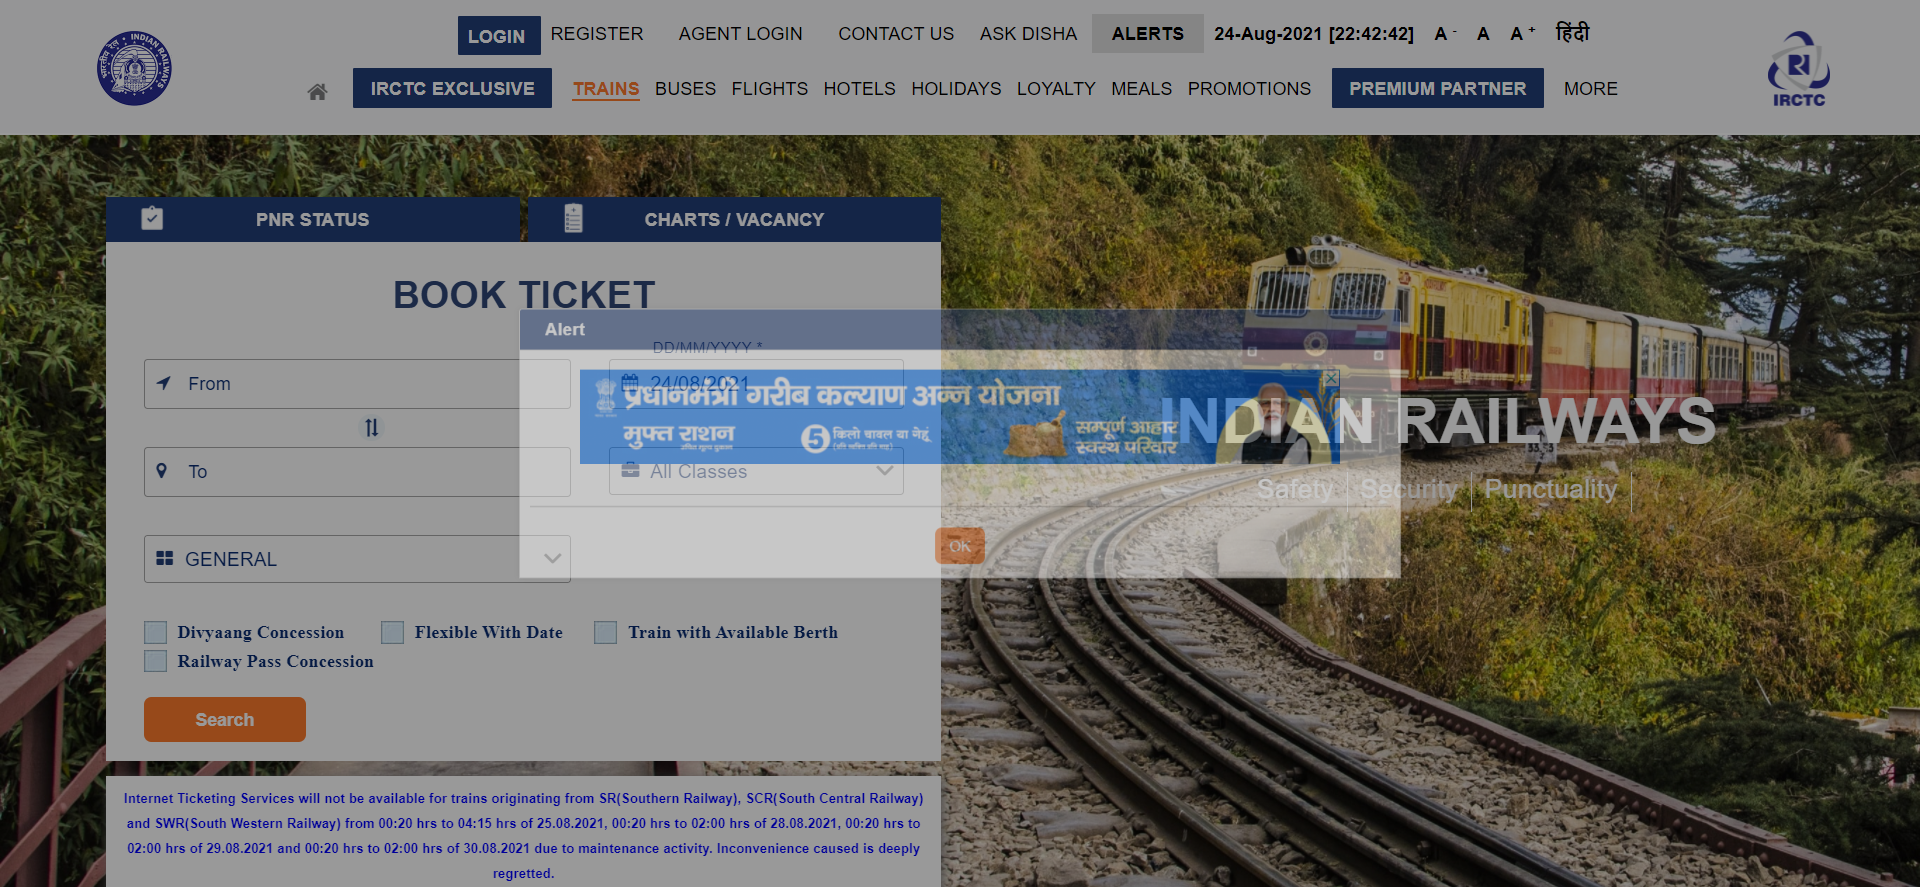 LOGIN REGISTER AGENT LOGIN CONTACT US ASK DISHA ALERTS 24-Aug-2021 [22:42:42] A - A A + हिंदी
IRCTC EXCLUSIVE TRAINS BUSES FLIGHTS HOTELS HOLIDAYS LOYALTY MEALS PROMOTIONS PREMIUM PARTNER MORE
भारतीय रेल INDIAN RAILWAYS
IRCTC
PNR STATUS
CHARTS / VACANCY
BOOK TICKET
Alert
DD/MM/YYYY *
From
24/08/2021
प्रधानमंत्री गरीब कल्याण अन्न योजना
मुफ्त राशन
5 किलो चावल या गेहूं
सम्पूर्ण आहार
स्वस्थ परिवार
INDIAN RAILWAYS
To
All Classes
Safety Security Punctuality
OK
GENERAL
Divyaang Concession
Flexible With Date
Train with Available Berth
Railway Pass Concession
Search
Internet Ticketing Services will not be available for trains originating from SR(Southern Railway), SCR(South Central Railway)
and SWR(South Western Railway) from 00:20 hrs to 04:15 hrs of 25.08.2021, 00:20 hrs to 02:00 hrs of 28.08.2021, 00:20 hrs to
02:00 hrs of 29.08.2021 and 00:20 hrs to 02:00 hrs of 30.08.2021 due to maintenance activity. Inconvenience caused is deeply
regretted.